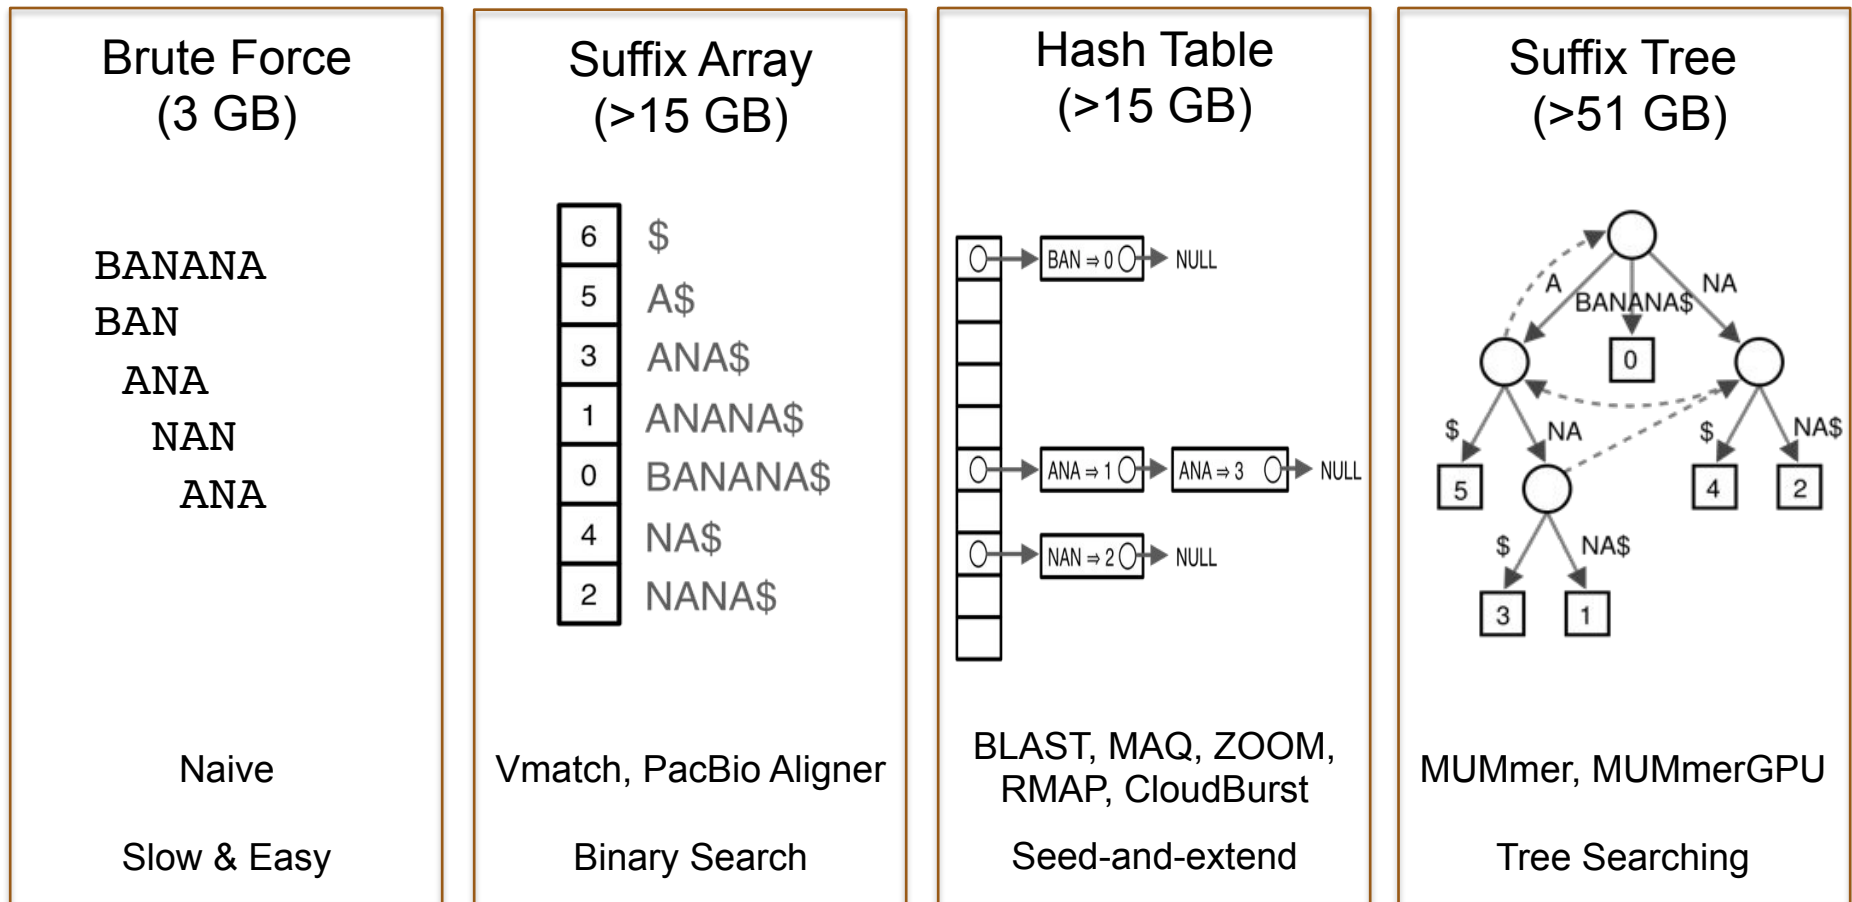 Brute Force
(3 GB)
BANANA
BAN
ANA
NAN
ANA
Naive
Slow & Easy
Suffix Array
(>15 GB)
6 $
5 A$
3 ANA$
1 ANANA$
0 BANANA$
4 NA$
2 NANA$
Vmatch, PacBio Aligner
Binary Search
Hash Table
(>15 GB)
BAN ⇒ 0 NULL
ANA ⇒ 1 ANA ⇒ 3 NULL
NAN ⇒ 2 NULL
BLAST, MAQ, ZOOM,
RMAP, CloudBurst
Seed-and-extend
Suffix Tree
(>51 GB)
A BANANA$ NA
0
$ NA $ NA$
5 4 2
$ NA$
3 1
MUMmer, MUMmerGPU
Tree Searching